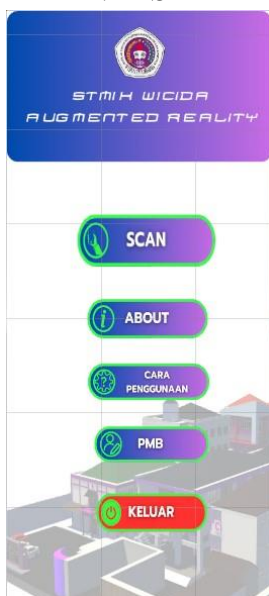 STMIK WICIDA
AUGMENTED REALITY
SCAN
ABOUT
CARA
PENGGUNAAN
PMB
KELUAR